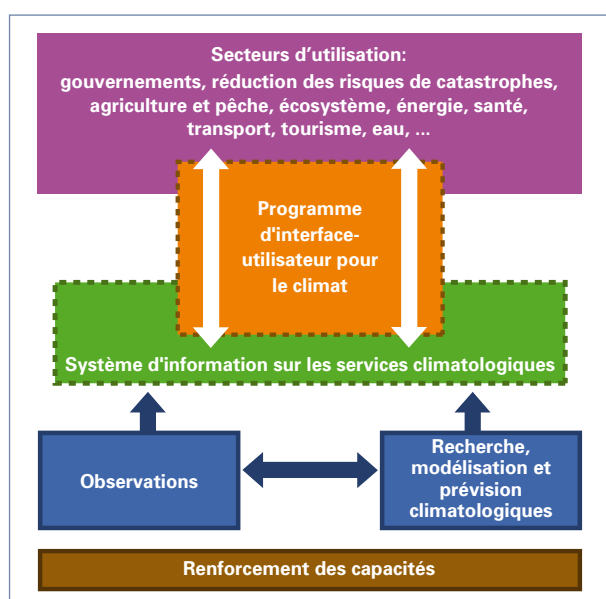 Secteurs d’utilisation:
gouvernements, réduction des risques de catastrophes,
agriculture et pêche, écosystème, énergie, santé,
transport, tourisme, eau, ...
Programme
d'interface-
utilisateur pour
le climat
Système d'information sur les services climatologiques
Observations
Recherche,
modélisation et
prévision
climatologiques
Renforcement des capacités